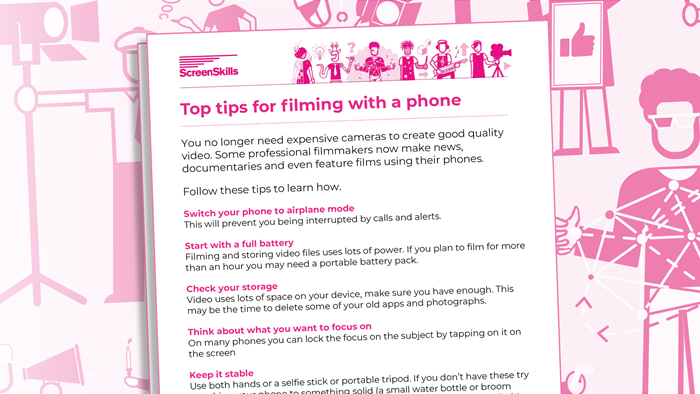 ScreenSkills
Top tips for filming with a phone
You no longer need expensive cameras to create good quality
video. Some professional filmmakers now make news,
documentaries and even feature films using their phones.
Follow these tips to learn how.
Switch your phone to airplane mode
This will prevent you being interrupted by calls and alerts.
Start with a full battery
Filming and storing video files uses lots of power. If you plan to film for more
than an hour you may need a portable battery pack.
Check your storage
Video uses lots of space on your device, make sure you have enough. This
may be the time to delete some of your old apps and photographs.
Think about what you want to focus on
On many phones you can lock the focus on the subject by tapping on it on
the screen
Keep it stable
Use both hands or a selfie stick or portable tripod. If you don't have these try
your phone to something solid (a small water bottle or broom